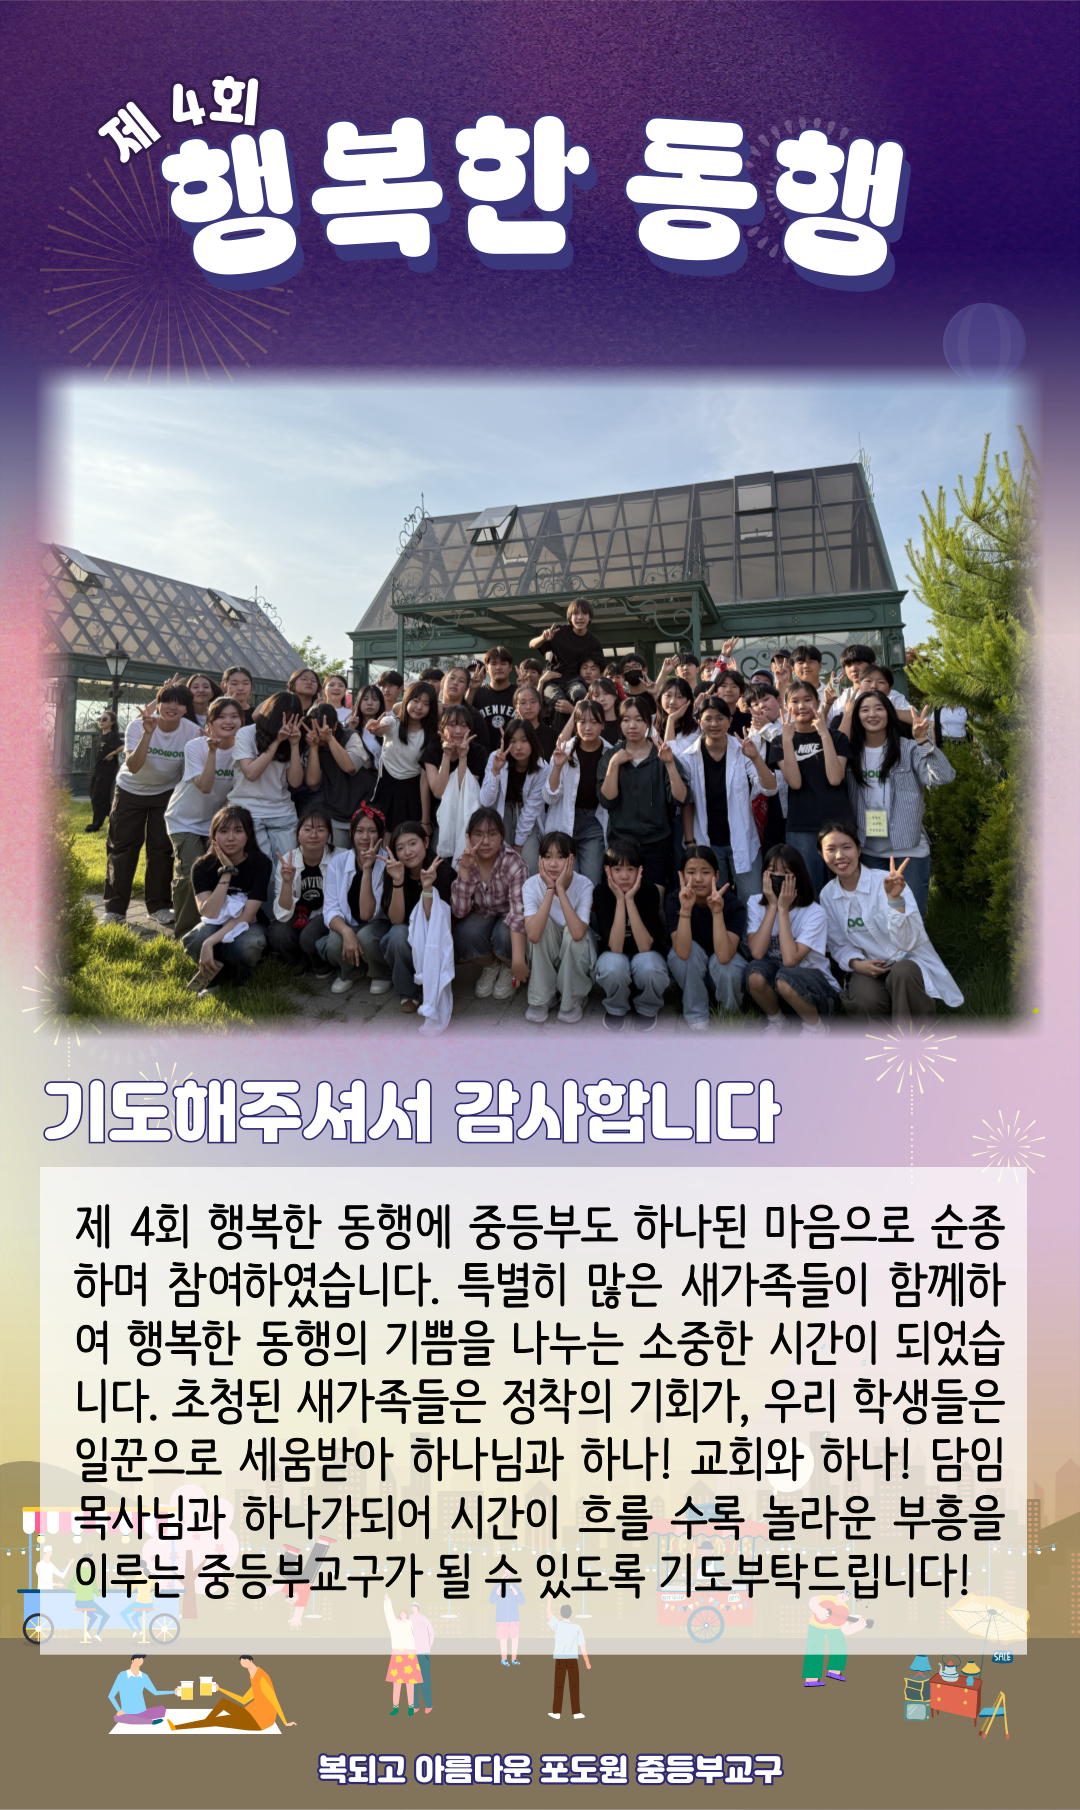 제 4회
행복한 동행
DENVER
NIKE
기도해주셔서 감사합니다
제 4회 행복한 동행에 중등부도 하나된 마음으로 순종
하며 참여하였습니다. 특별히 많은 새가족들이 함께하
여 행복한 동행의 기쁨을 나누는 소중한 시간이 되었습
니다. 초청된 새가족들은 정착의 기회가, 우리 학생들은
일꾼으로 세움받아 하나님과 하나! 교회와 하나! 담임
목사님과 하나가되어 시간이 흐를 수록 놀라운 부흥을
이루는 중등부교구가 될 수 있도록 기도부탁드립니다!
SALE
복되고 아름다운 포도원 중등부교구